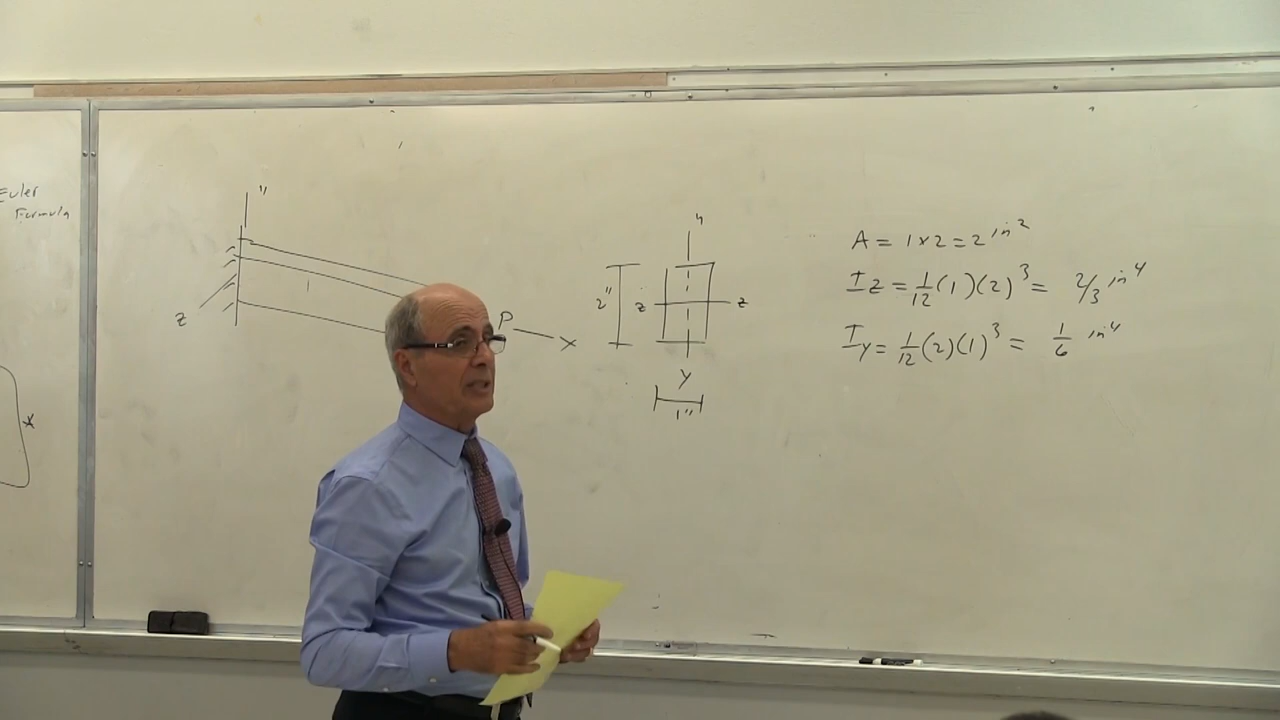 Euler
Formula
y
z
P
x
y
2"
z
z
y
1"
A = 1 x 2 = 2 in²
Iz = 1/12 (1)(2)³ = 2/3 in⁴
Iy = 1/12 (2)(1)³ = 1/6 in⁴
x